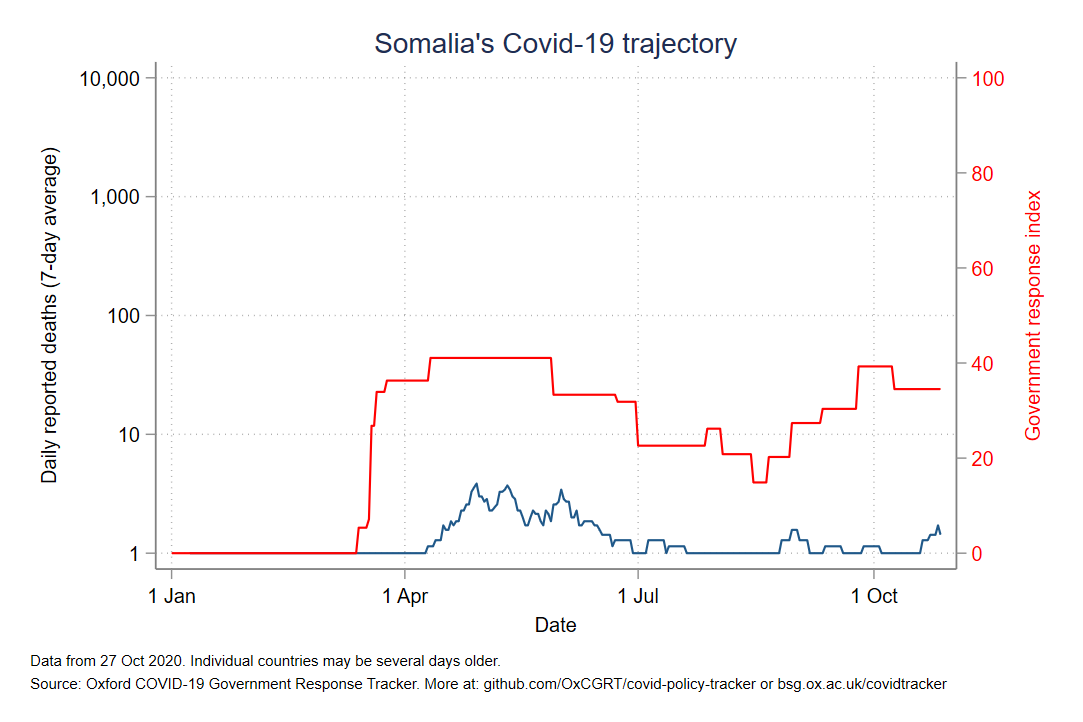 Somalia's Covid-19 trajectory
Daily reported deaths (7-day average)
10,000
1,000
100
10
1
100
80
60
40
20
0
Government response index
1 Jan
1 Apr
1 Jul
1 Oct
Date
Data from 27 Oct 2020. Individual countries may be several days older.
Source: Oxford COVID-19 Government Response Tracker. More at: github.com/OxCGRT/covid-policy-tracker or bsg.ox.ac.uk/covidtracker